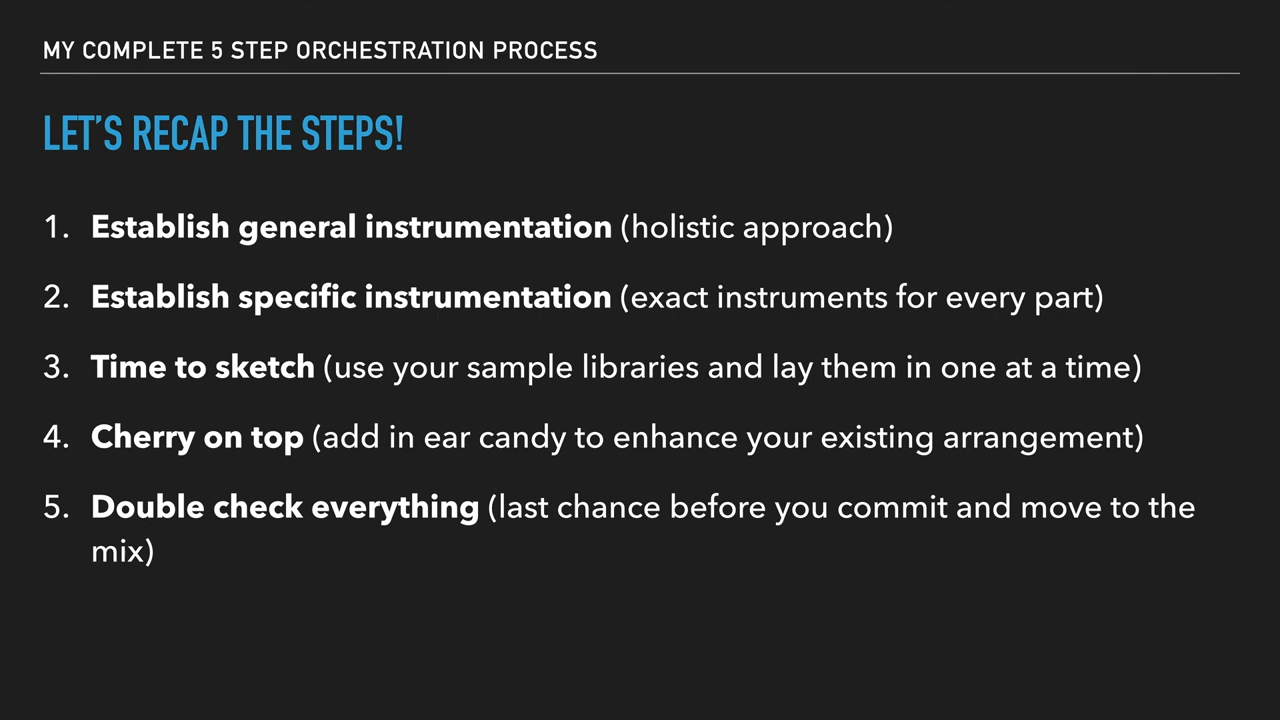 MY COMPLETE 5 STEP ORCHESTRATION PROCESS
LET'S RECAP THE STEPS!
1. Establish general instrumentation (holistic approach)
2. Establish specific instrumentation (exact instruments for every part)
3. Time to sketch (use your sample libraries and lay them in one at a time)
4. Cherry on top (add in ear candy to enhance your existing arrangement)
5. Double check everything (last chance before you commit and move to the
mix)